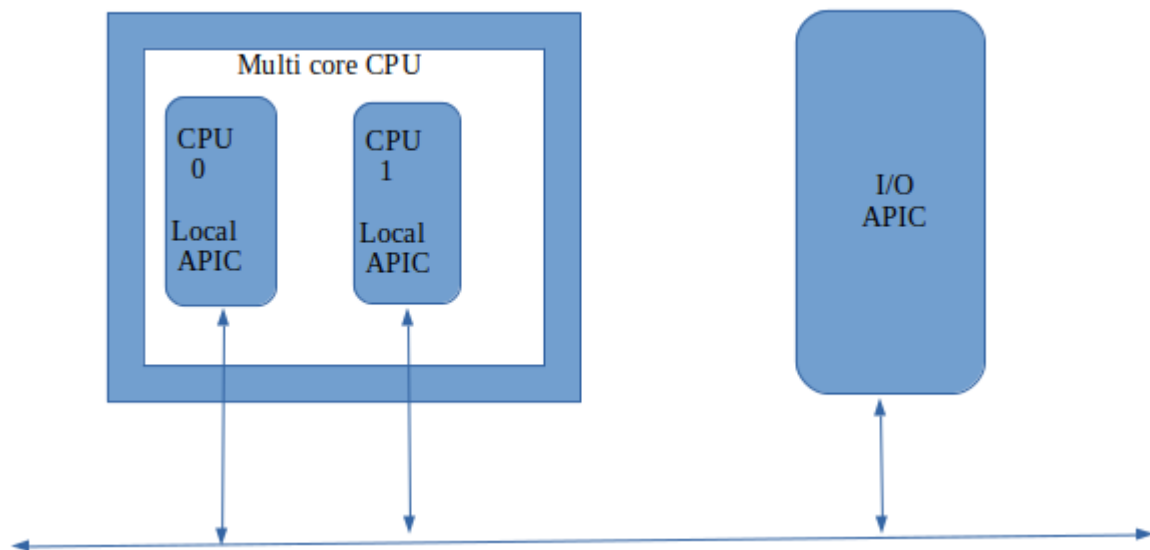 Multi core CPU
CPU
0
Local
APIC
CPU
1
Local
APIC
I/O
APIC